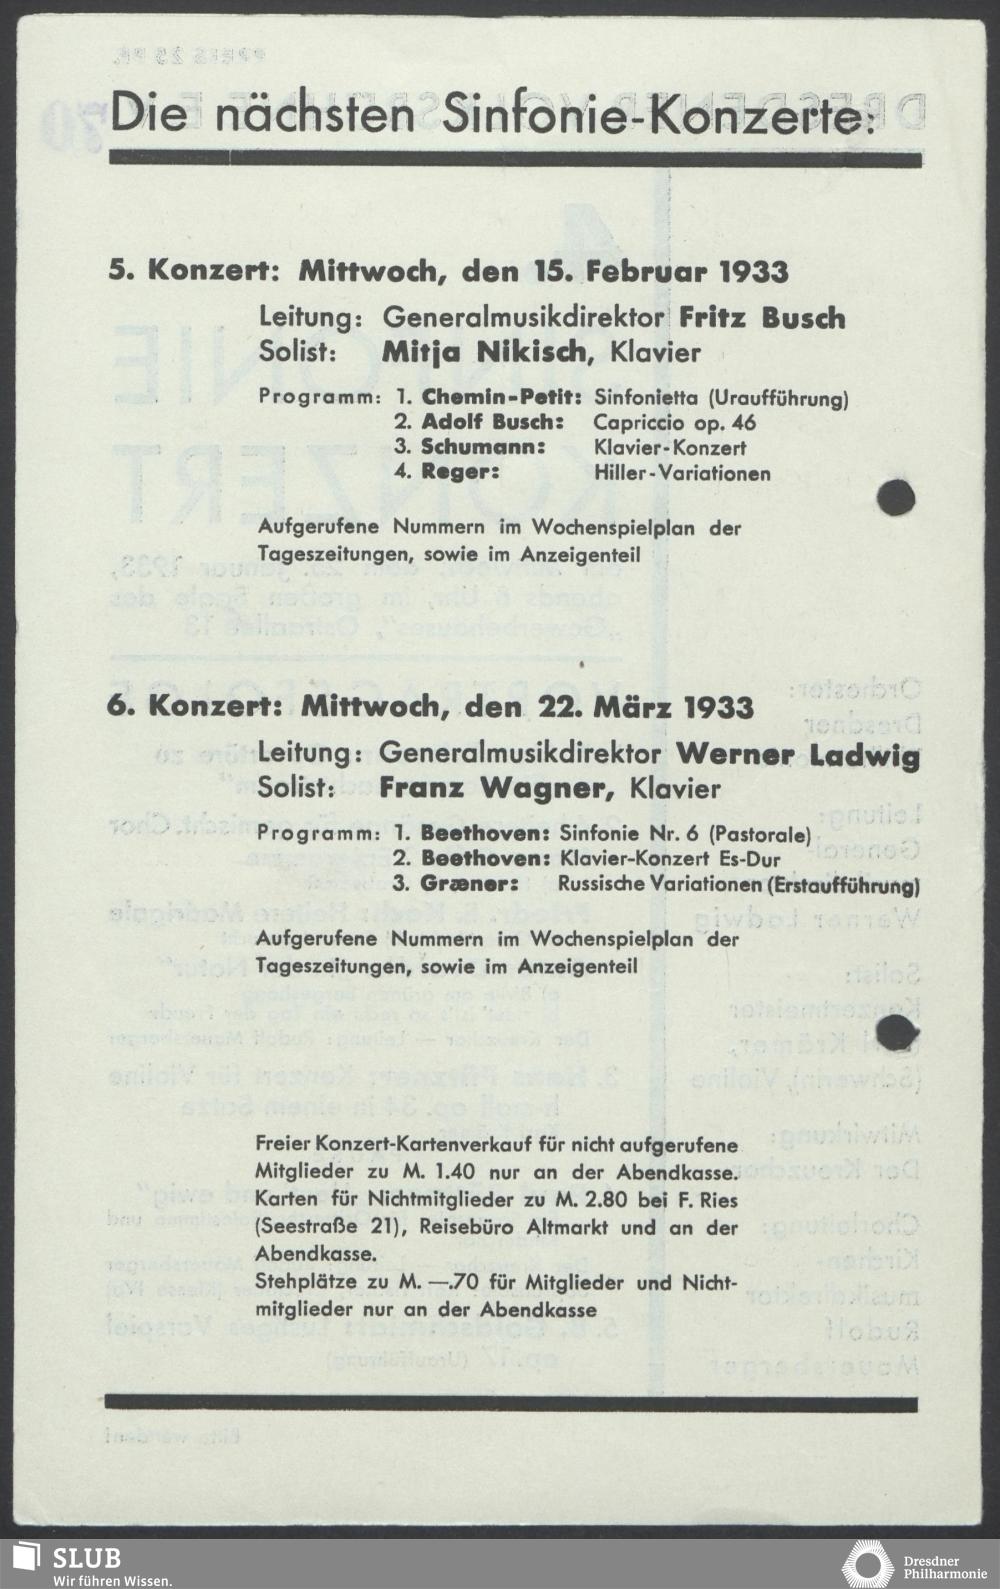 Die nächsten Sinfonie-Konzerte:
5. Konzert: Mittwoch, den 15. Februar 1933
Leitung: Generalmusikdirektor Fritz Busch
Solist: Mitja Nikisch, Klavier
Programm: 1. Chemin-Petit: Sinfonietta (Uraufführung)
2. Adolf Busch: Capriccio op. 46
3. Schumann: Klavier-Konzert
4. Reger: Hiller-Variationen
Aufgerufene Nummern im Wochenspielplan der
Tageszeitungen, sowie im Anzeigenteil
6. Konzert: Mittwoch, den 22. März 1933
Leitung: Generalmusikdirektor Werner Ladwig
Solist: Franz Wagner, Klavier
Programm: 1. Beethoven: Sinfonie Nr. 6 (Pastorale)
2. Beethoven: Klavier-Konzert Es-Dur
3. Græner: Russische Variationen (Erstaufführung)
Aufgerufene Nummern im Wochenspielplan der
Tageszeitungen, sowie im Anzeigenteil
Freier Konzert-Kartenverkauf für nicht aufgerufene
Mitglieder zu M. 1.40 nur an der Abendkasse.
Karten für Nichtmitglieder zu M. 2.80 bei F. Ries
(Seestraße 21), Reisebüro Altmarkt und an der
Abendkasse.
Stehplätze zu M. —.70 für Mitglieder und Nicht-
mitglieder nur an der Abendkasse
SLUB
Wir führen Wissen.
Dresdner
Philharmonie